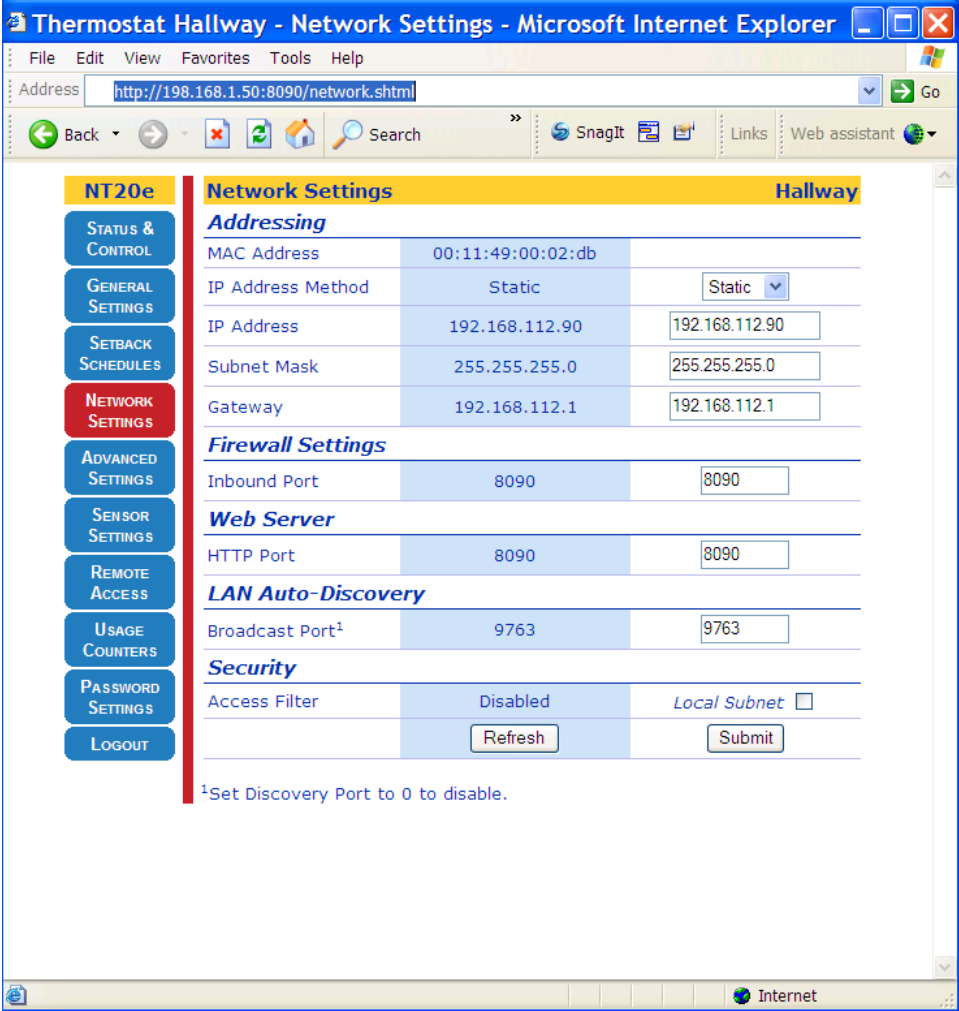 Thermostat Hallway - Network Settings - Microsoft Internet Explorer
File Edit View Favorites Tools Help
Address http://198.168.1.50:8090/network.shtml Go
Back Search » SnagIt Links Web assistant
NT20e
Status &
Control
General
Settings
Setback
Schedules
Network
Settings
Advanced
Settings
Sensor
Settings
Remote
Access
Usage
Counters
Password
Settings
Logout
Network Settings Hallway
Addressing
MAC Address 00:11:49:00:02:db
IP Address Method Static Static
IP Address 192.168.112.90 192.168.112.90
Subnet Mask 255.255.255.0 255.255.255.0
Gateway 192.168.112.1 192.168.112.1
Firewall Settings
Inbound Port 8090 8090
Web Server
HTTP Port 8090 8090
LAN Auto-Discovery
Broadcast Port¹ 9763 9763
Security
Access Filter Disabled Local Subnet
Refresh Submit
¹Set Discovery Port to 0 to disable.
Internet